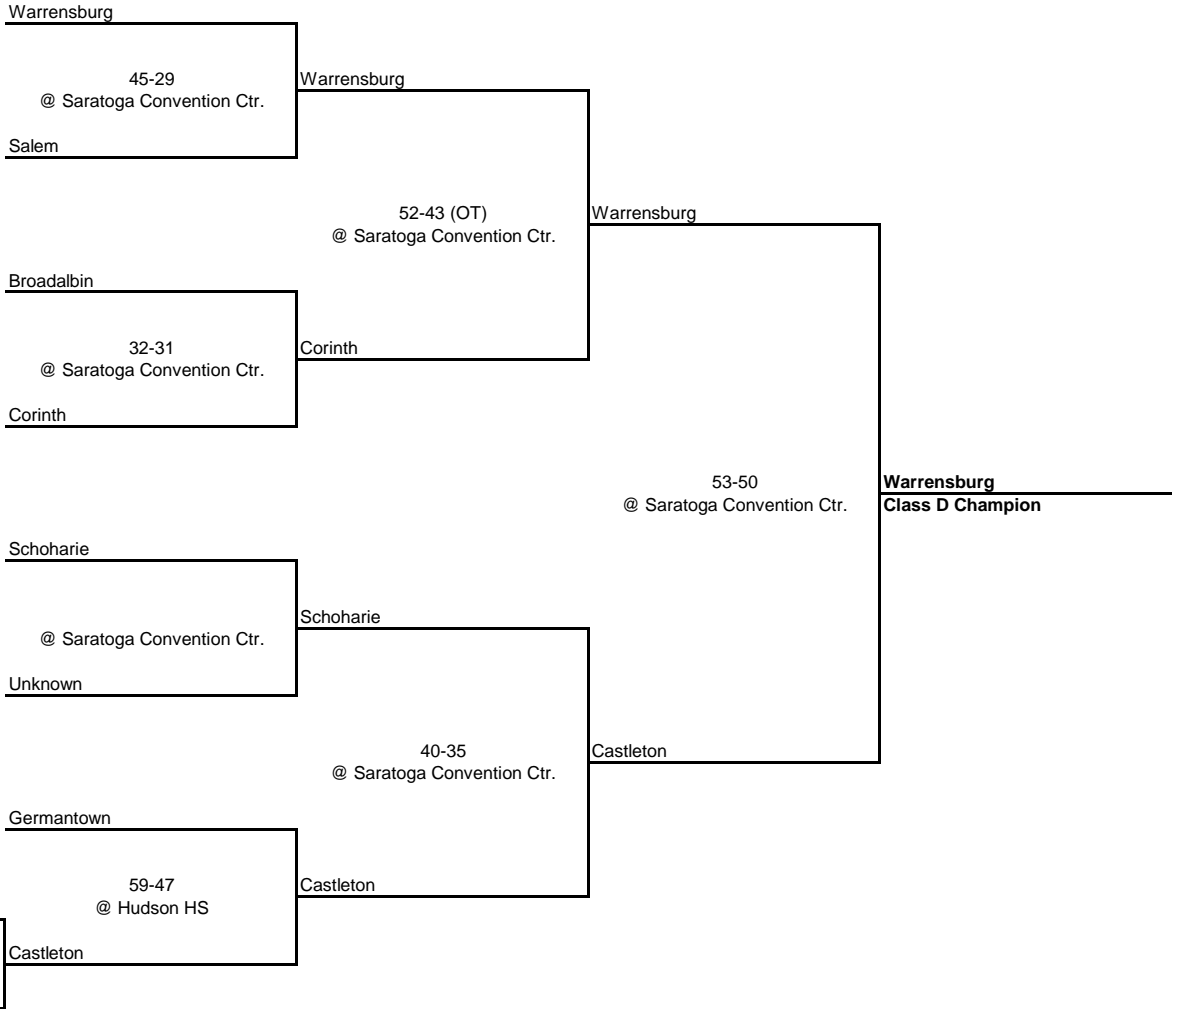 Warrensburg
45-29
@ Saratoga Convention Ctr.
Warrensburg
Salem
52-43 (OT)
@ Saratoga Convention Ctr.
Warrensburg
Broadalbin
32-31
@ Saratoga Convention Ctr.
Corinth
Corinth
53-50
@ Saratoga Convention Ctr.
Warrensburg
Class D Champion
Schoharie
@ Saratoga Convention Ctr.
Schoharie
Unknown
40-35
@ Saratoga Convention Ctr.
Castleton
Germantown
59-47
@ Hudson HS
Castleton
Castleton